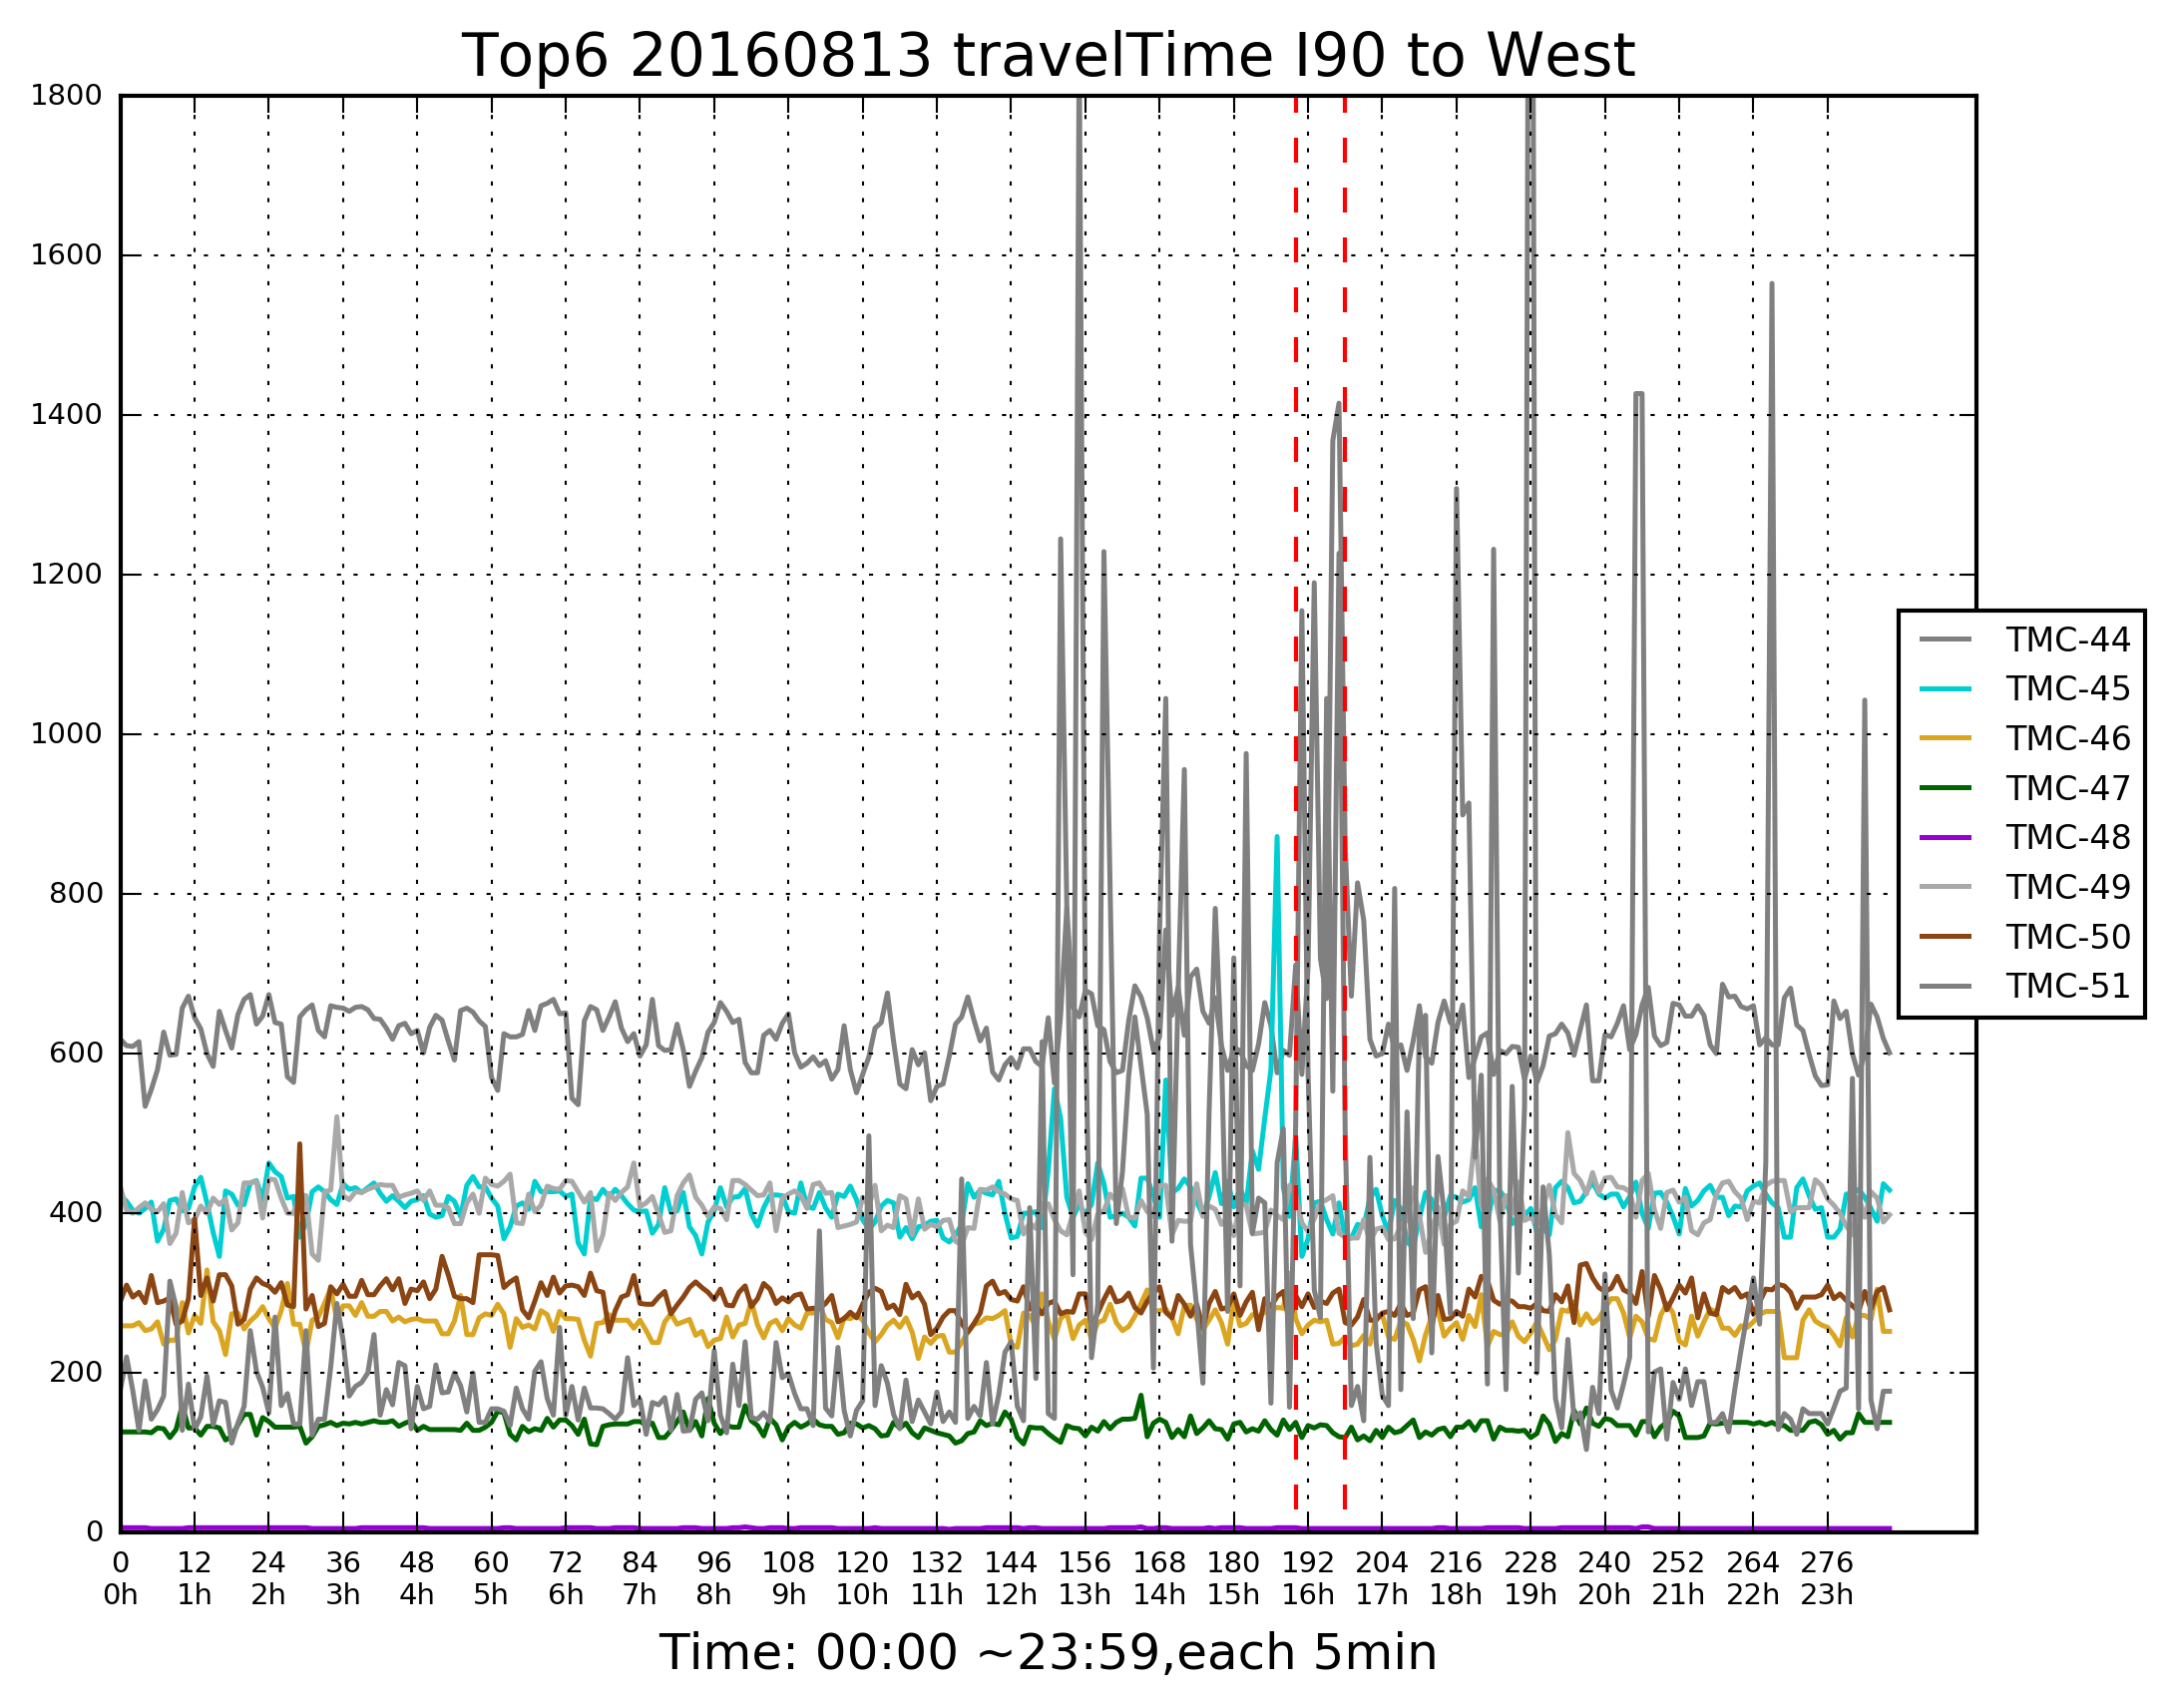 Top6 20160813 travelTime I90 to West
1800
1600
1400
1200
1000
800
600
400
200
0
TMC-44
TMC-45
TMC-46
TMC-47
TMC-48
TMC-49
TMC-50
TMC-51
0 12 24 36 48 60 72 84 96 108 120 132 144 156 168 180 192 204 216 228 240 252 264 276
0h 1h 2h 3h 4h 5h 6h 7h 8h 9h 10h 11h 12h 13h 14h 15h 16h 17h 18h 19h 20h 21h 22h 23h
Time: 00:00 ~23:59,each 5min